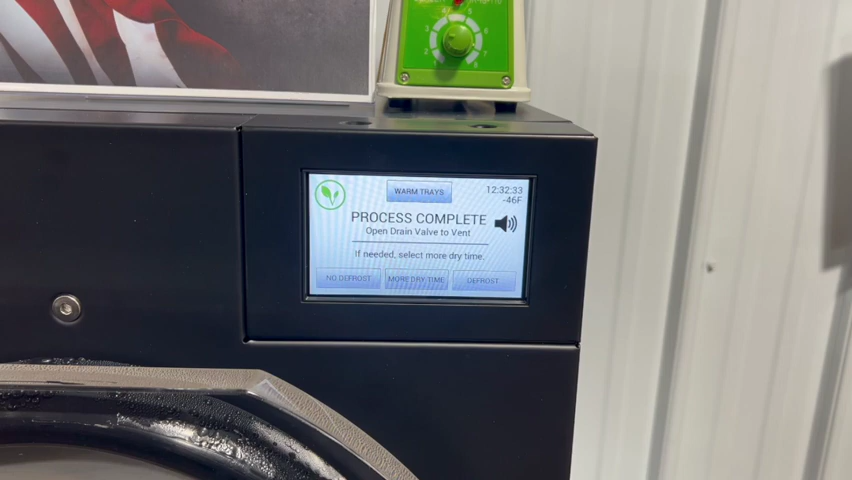 WARM TRAYS
12:32:33
-46F
PROCESS COMPLETE
Open Drain Valve to Vent
If needed, select more dry time.
NO DEFROST
MORE DRY TIME
DEFROST